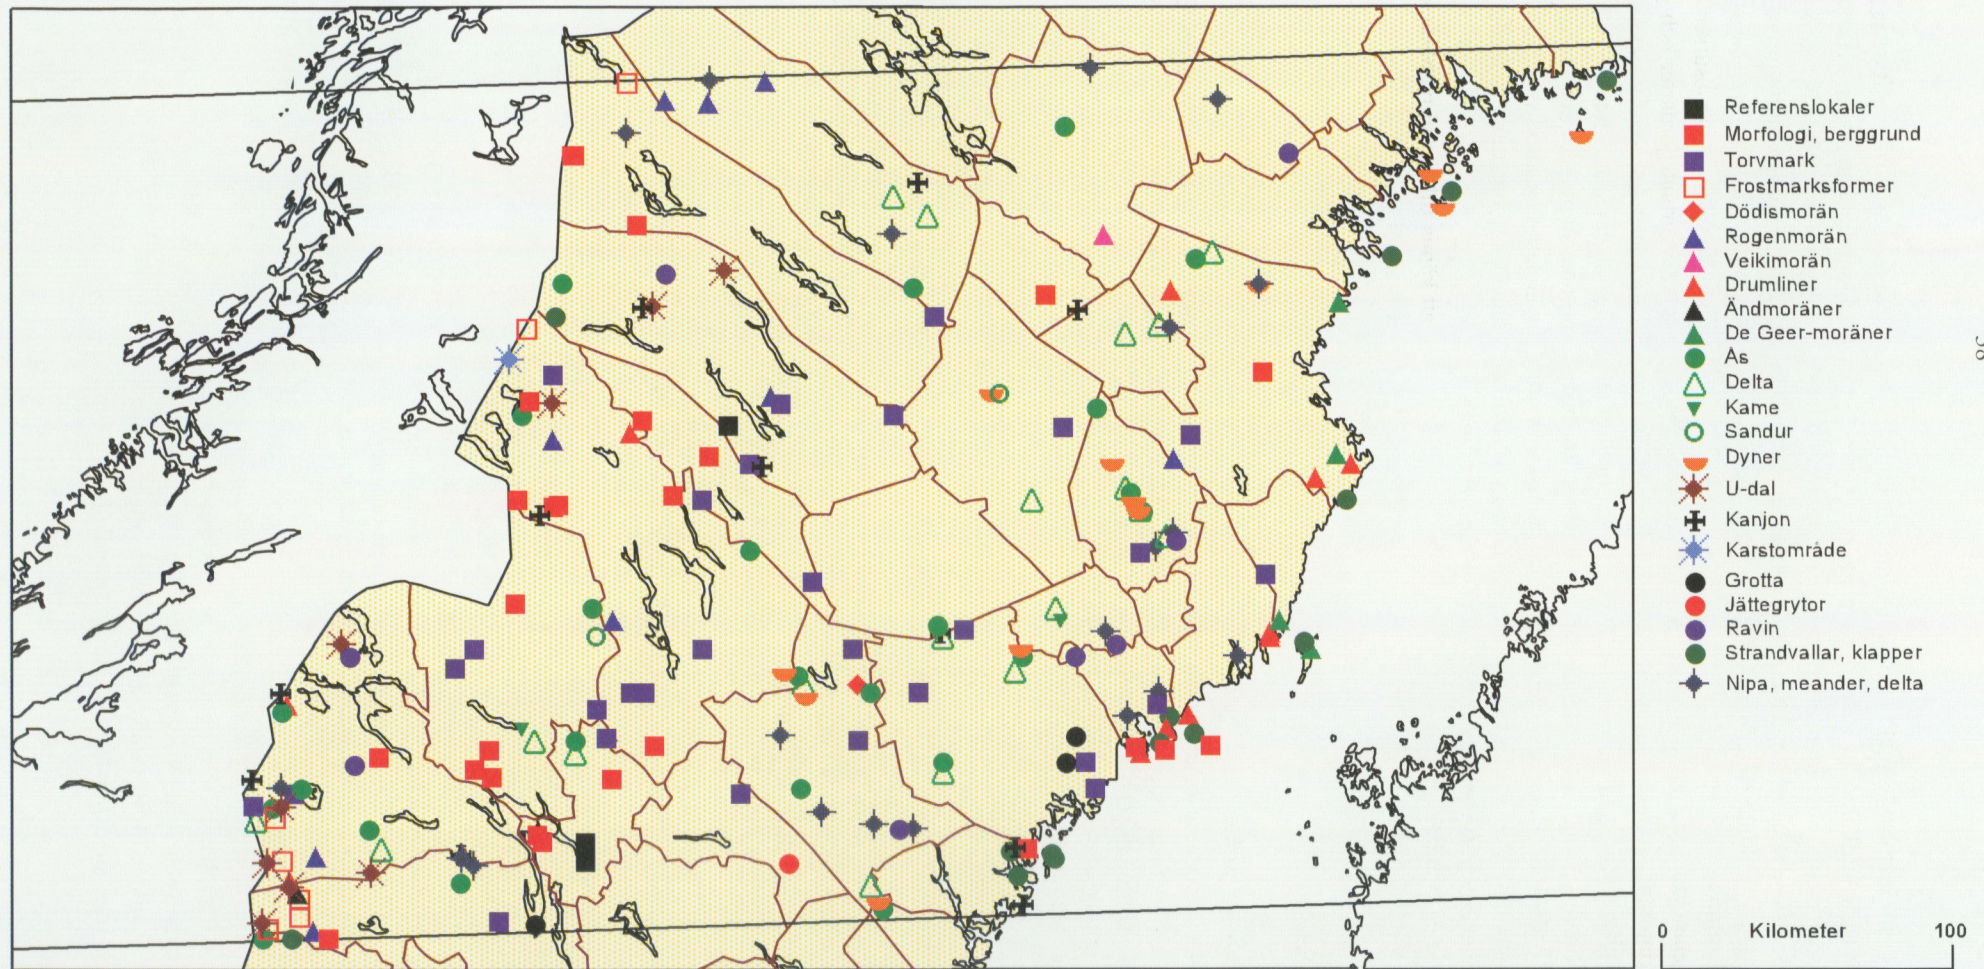 Referenslokaler
Morfologi, berggrund
Torvmark
Frostmarksformer
Dödismorän
Rogenmorän
Veikimorän
Drumliner
Ändmoräner
De Geer-moräner
Ås
Delta
Kame
Sandur
Dyner
U-dal
Kanjon
Karstområde
Grotta
Jättegrytor
Ravin
Strandvallar, klapper
Nipa, meander, delta
0 Kilometer 100